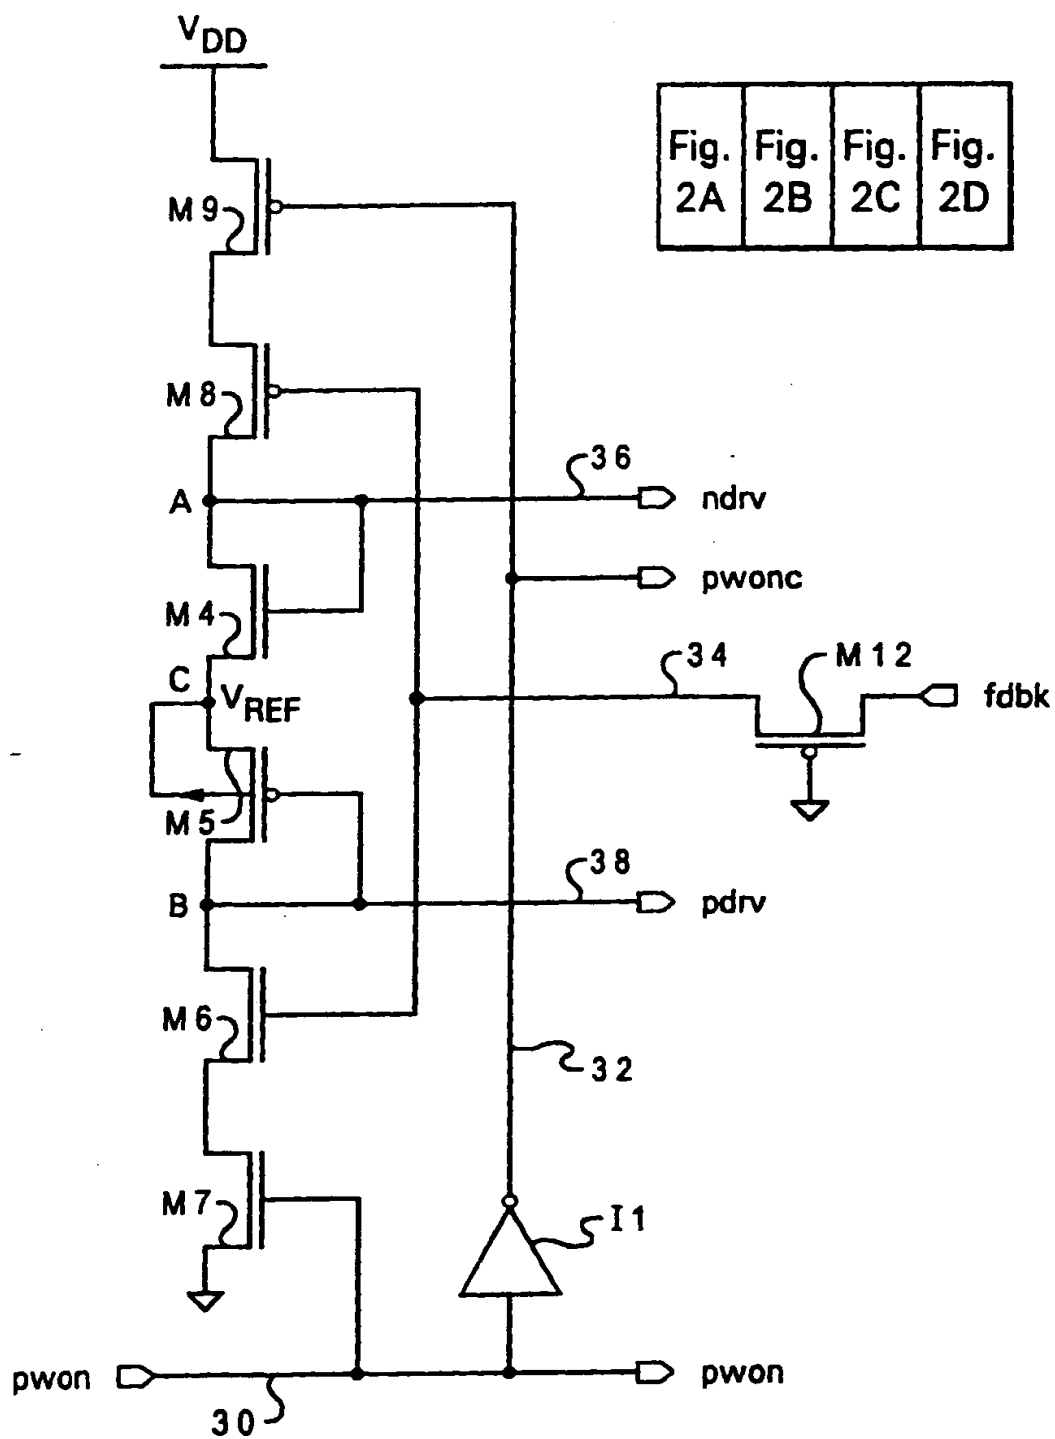 VDD
Fig. 2A
Fig. 2B
Fig. 2C
Fig. 2D
M9
M8
36
A
ndrv
pwonc
M4
34
M12
C
VREF
fdbk
M5
38
B
pdrv
M6
32
M7
I1
pwon
pwon
30